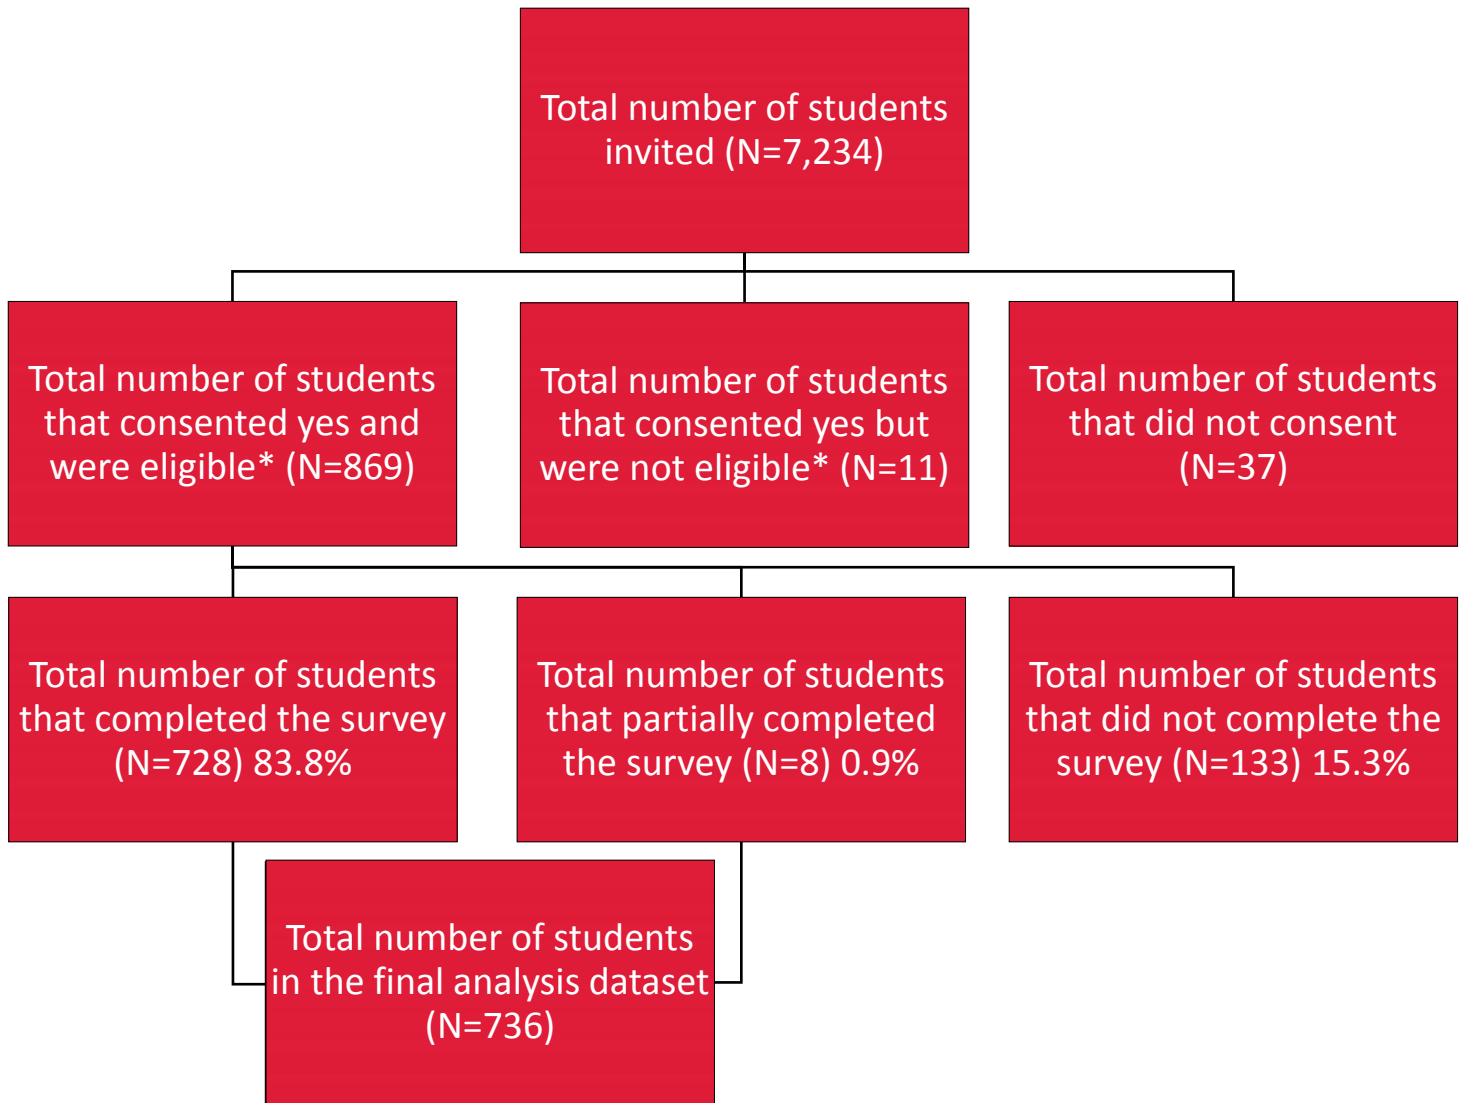 Total number of students
invited (N=7,234)
Total number of students
that consented yes and
were eligible* (N=869)
Total number of students
that consented yes but
were not eligible* (N=11)
Total number of students
that did not consent
(N=37)
Total number of students
that completed the survey
(N=728) 83.8%
Total number of students
that partially completed
the survey (N=8) 0.9%
Total number of students
that did not complete the
survey (N=133) 15.3%
Total number of students
in the final analysis dataset
(N=736)